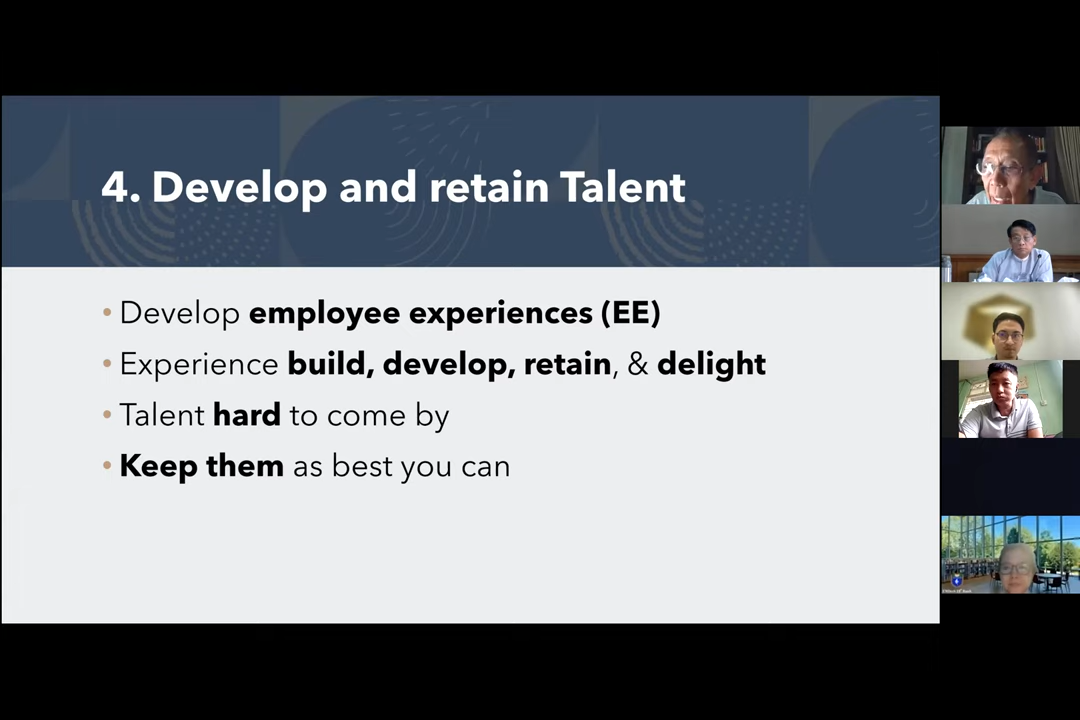 4. Develop and retain Talent
• Develop employee experiences (EE)
• Experience build, develop, retain, & delight
• Talent hard to come by
• Keep them as best you can